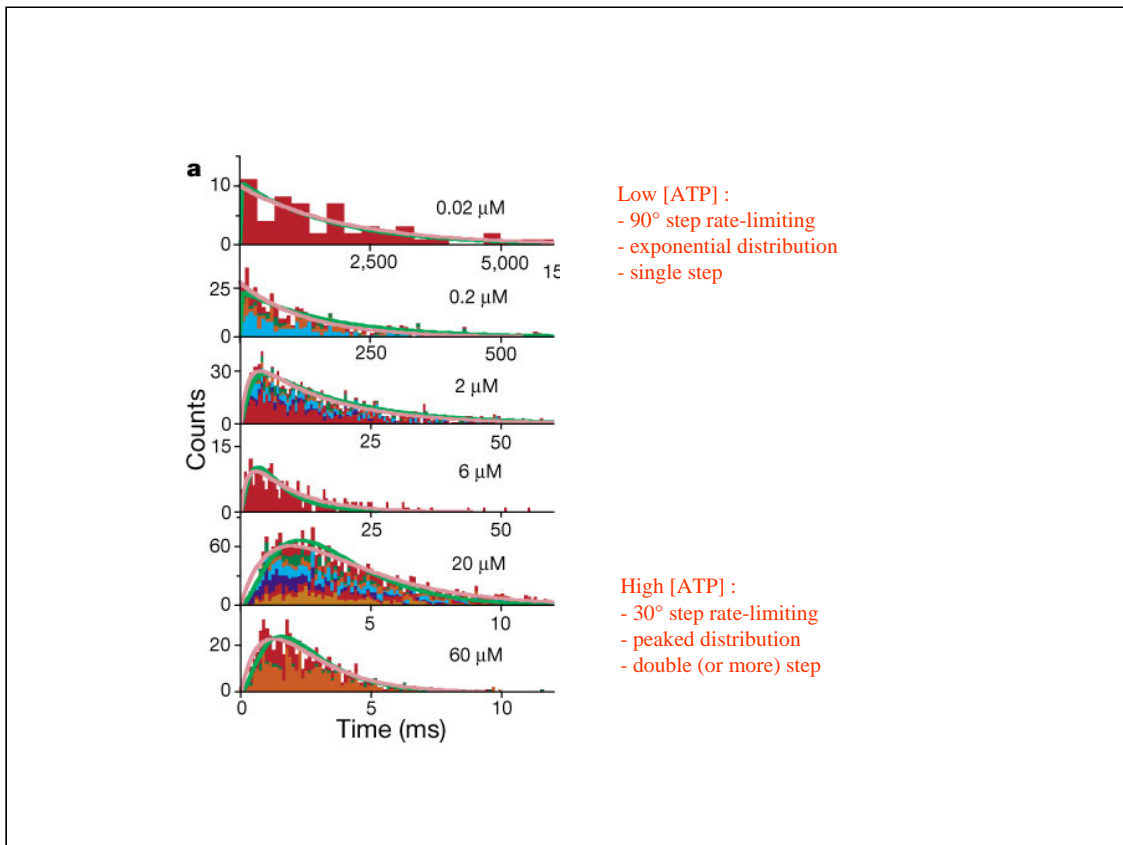 a
10
0
0.02 μM
2,500
5,000
15
25
0
0.2 μM
250
500
30
0
2 μM
25
50
15
0
6 μM
25
50
60
0
20 μM
5
10
20
0
60 μM
0
5
10
Counts
Time (ms)
Low [ATP] :
- 90° step rate-limiting
- exponential distribution
- single step
High [ATP] :
- 30° step rate-limiting
- peaked distribution
- double (or more) step